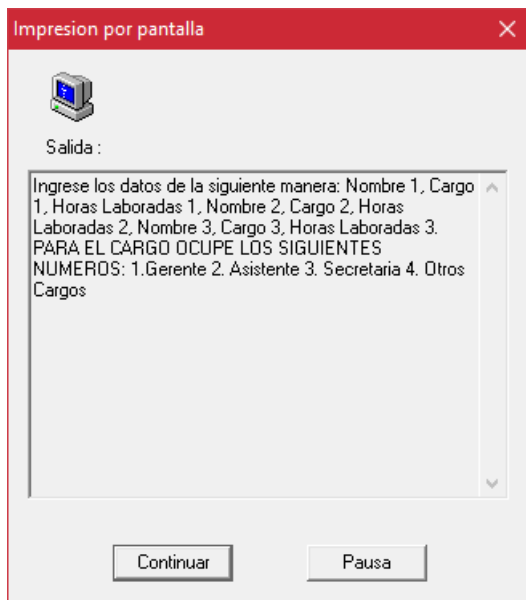 Impresion por pantalla
Salida :
Ingrese los datos de la siguiente manera: Nombre 1, Cargo
1, Horas Laboradas 1, Nombre 2, Cargo 2, Horas
Laboradas 2, Nombre 3, Cargo 3, Horas Laboradas 3.
PARA EL CARGO OCUPE LOS SIGUIENTES
NUMEROS: 1.Gerente 2. Asistente 3. Secretaria 4. Otros
Cargos
Continuar
Pausa